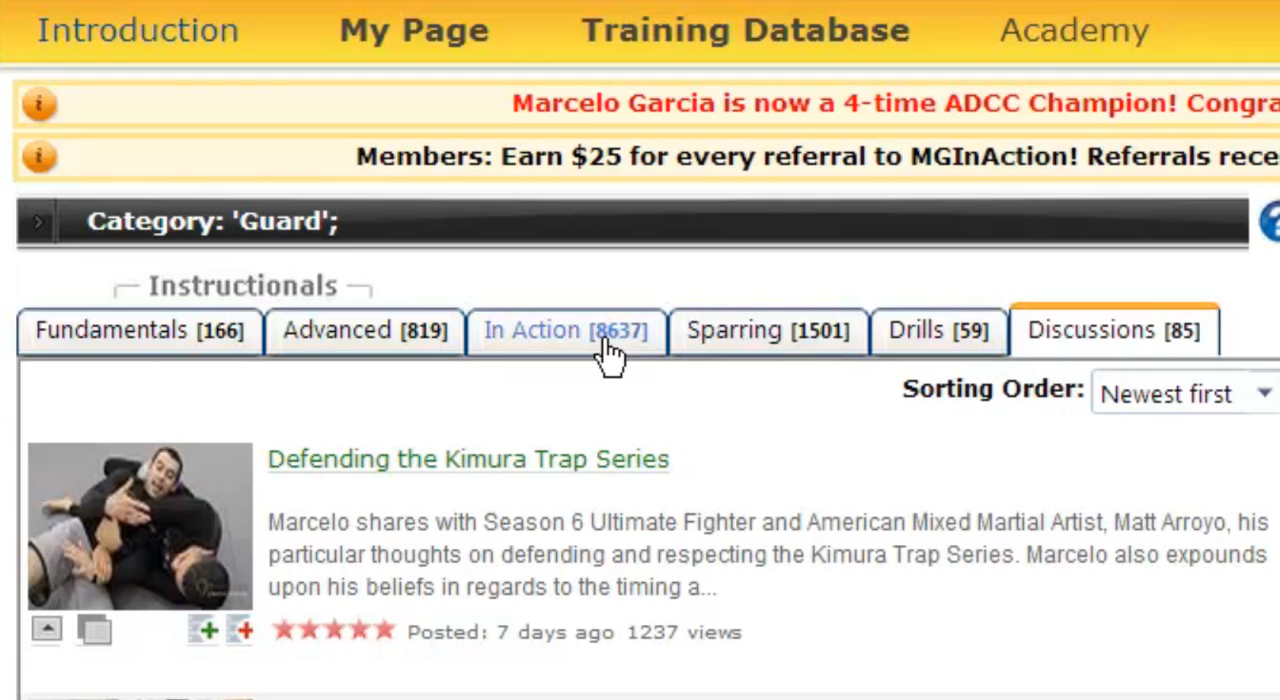 Introduction My Page Training Database Academy
Marcelo Garcia is now a 4-time ADCC Champion! Congra
Members: Earn $25 for every referral to MGInAction! Referrals rece
Category: 'Guard';
Instructionals
Fundamentals [166] Advanced [819] In Action [8637] Sparring [1501] Drills [59] Discussions [85]
Sorting Order: Newest first
Defending the Kimura Trap Series
Marcelo shares with Season 6 Ultimate Fighter and American Mixed Martial Artist, Matt Arroyo, his
particular thoughts on defending and respecting the Kimura Trap Series. Marcelo also expounds
upon his beliefs in regards to the timing a...
Posted: 7 days ago 1237 views